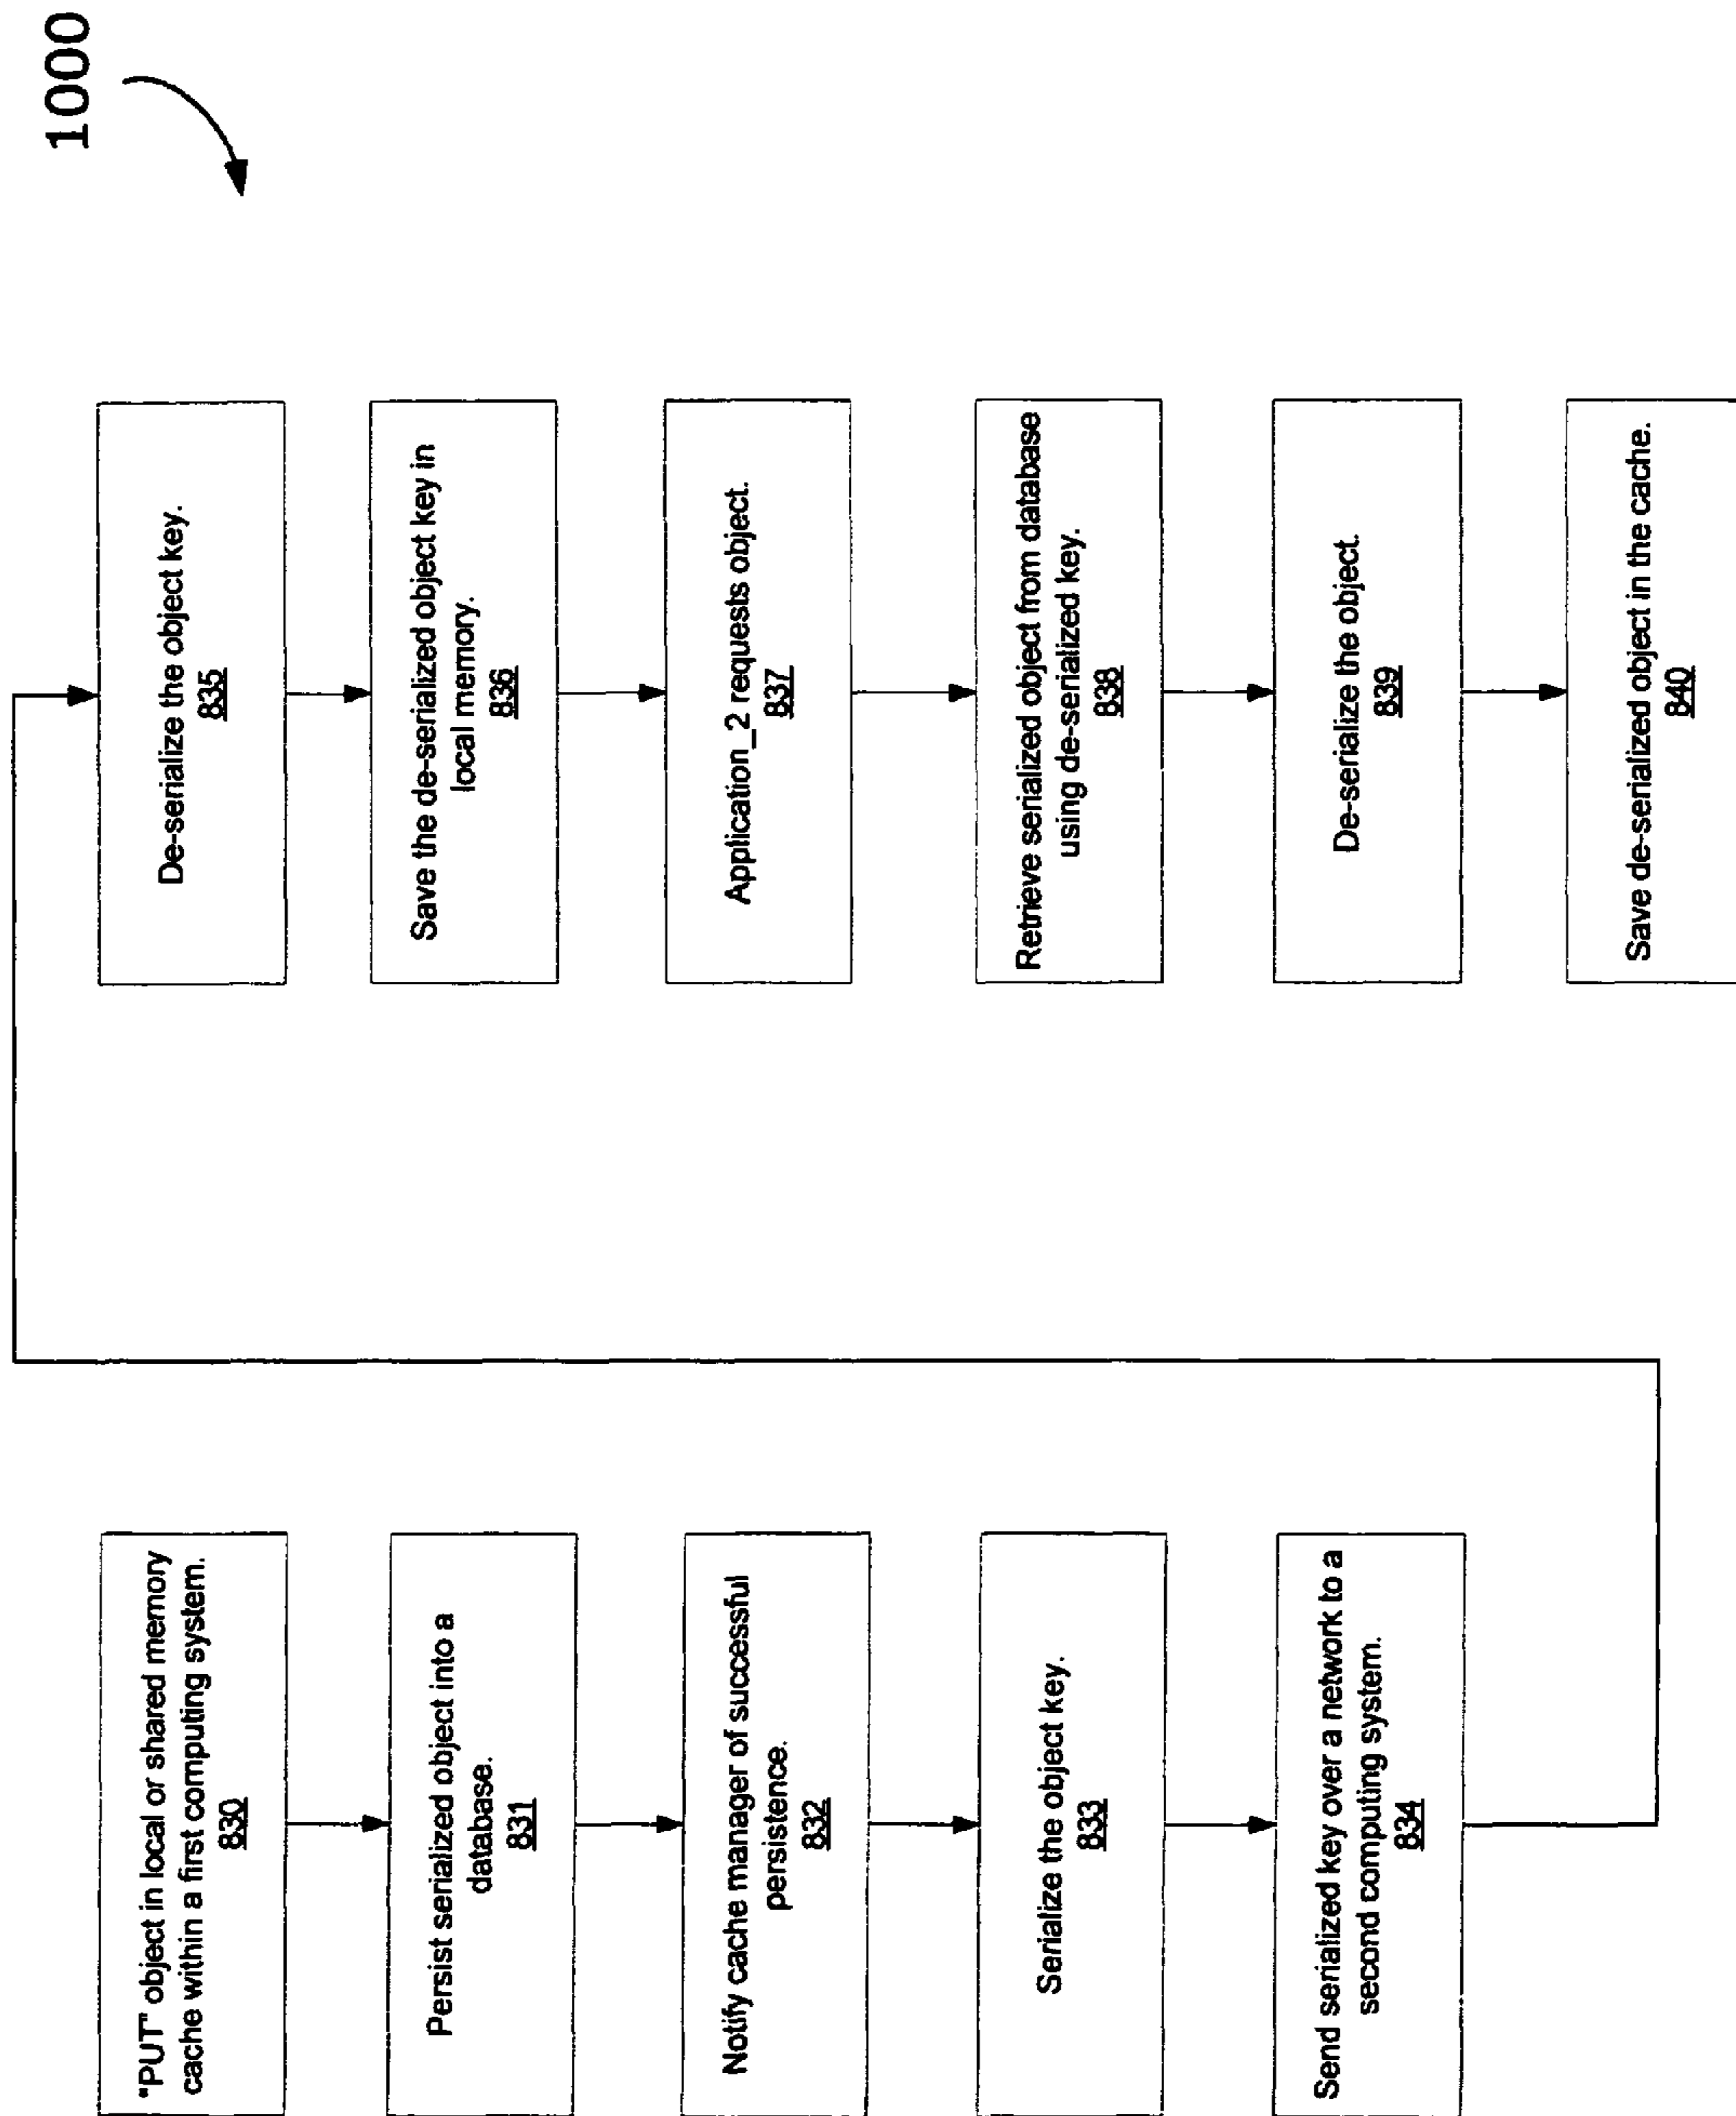 1000
"PUT" object in local or shared memory
cache within a first computing system.
830
Persist serialized object into a
database.
831
Notify cache manager of successful
persistence.
832
Serialize the object key.
833
Send serialized key over a network to a
second computing system.
834
De-serialize the object key.
835
Save the de-serialized object key in
local memory.
836
Application_2 requests object.
837
Retrieve serialized object from database
using de-serialized key.
838
De-serialize the object.
839
Save de-serialized object in the cache.
840